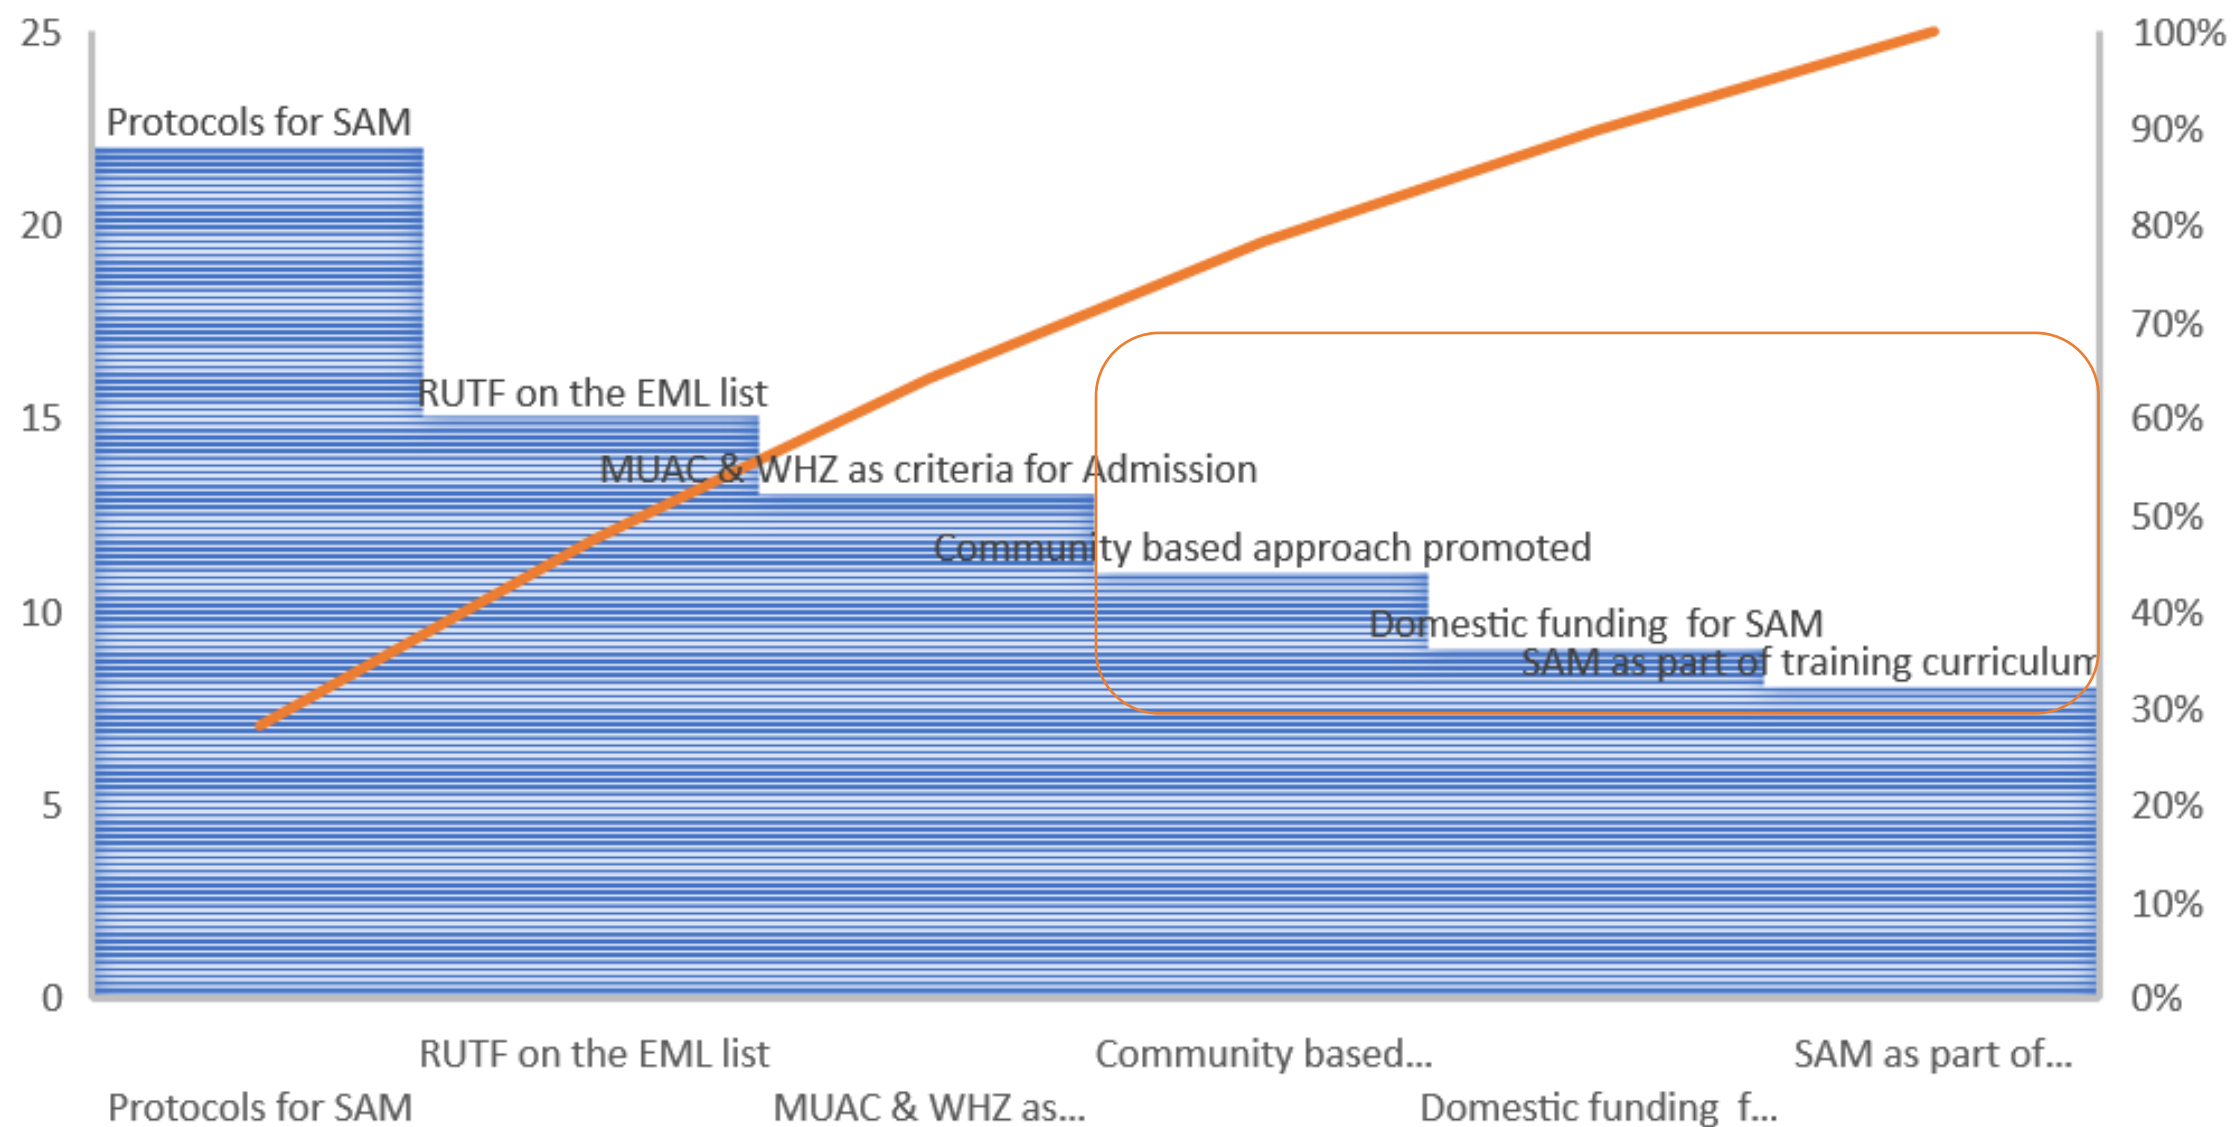 25
20
15
10
5
0
100%
90%
80%
70%
60%
50%
40%
30%
20%
10%
0%
Protocols for SAM
RUTF on the EML list
MUAC & WHZ as criteria for Admission
Community based approach promoted
Domestic funding  for SAM
SAM as part of training curriculum
Protocols for SAM
RUTF on the EML list
MUAC & WHZ as...
Community based...
Domestic funding  f...
SAM as part of...